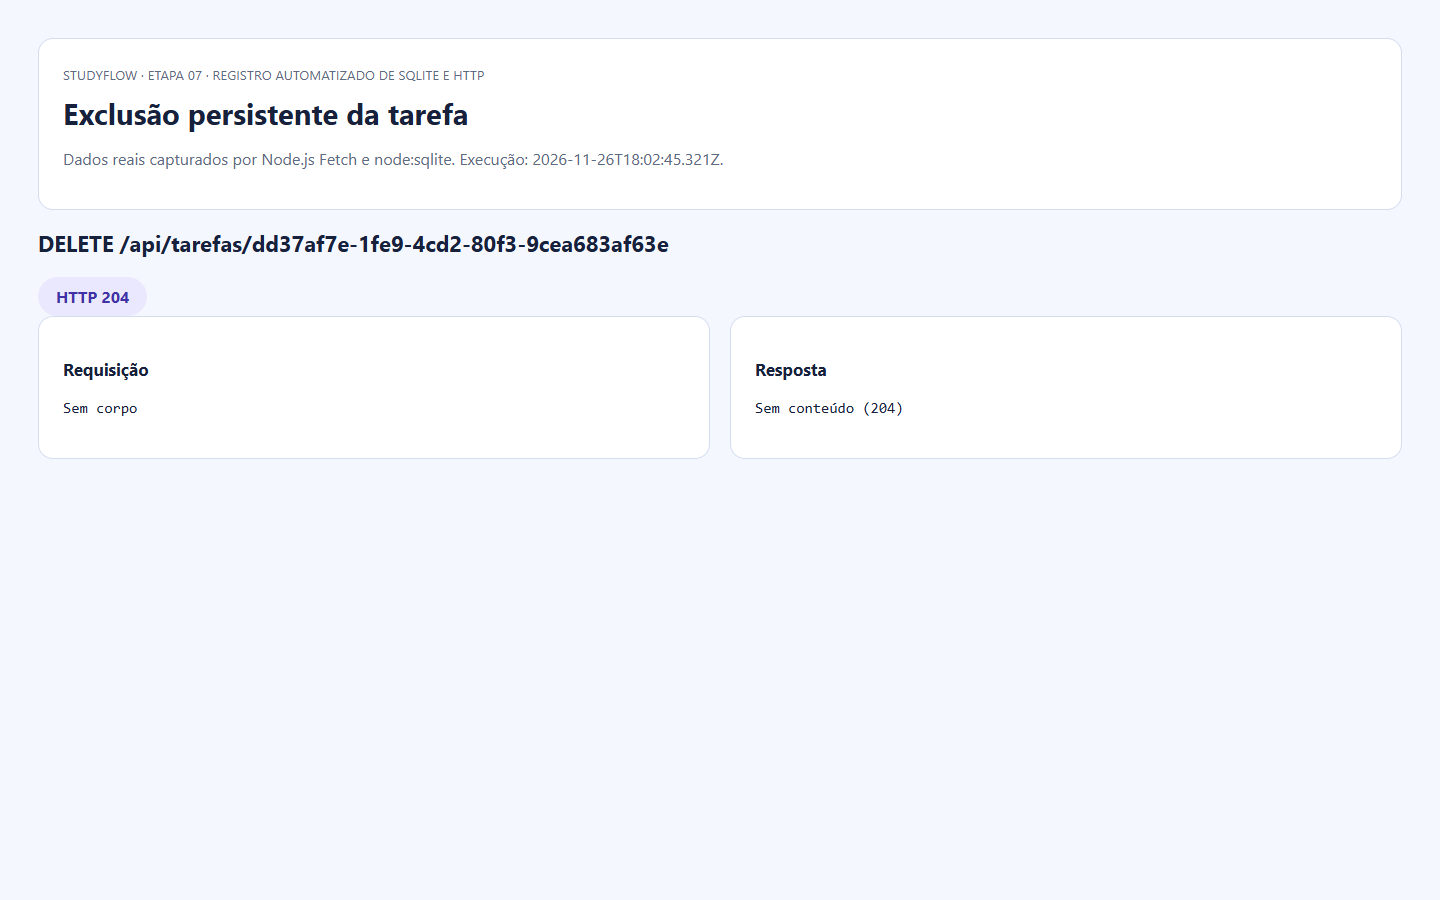 STUDYFLOW · ETAPA 07 · REGISTRO AUTOMATIZADO DE SQLITE E HTTP
Exclusão persistente da tarefa
Dados reais capturados por Node.js Fetch e node:sqlite. Execução: 2026-11-26T18:02:45.321Z.
DELETE /api/tarefas/dd37af7e-1fe9-4cd2-80f3-9cea683af63e
HTTP 204
Requisição
Sem corpo
Resposta
Sem conteúdo (204)